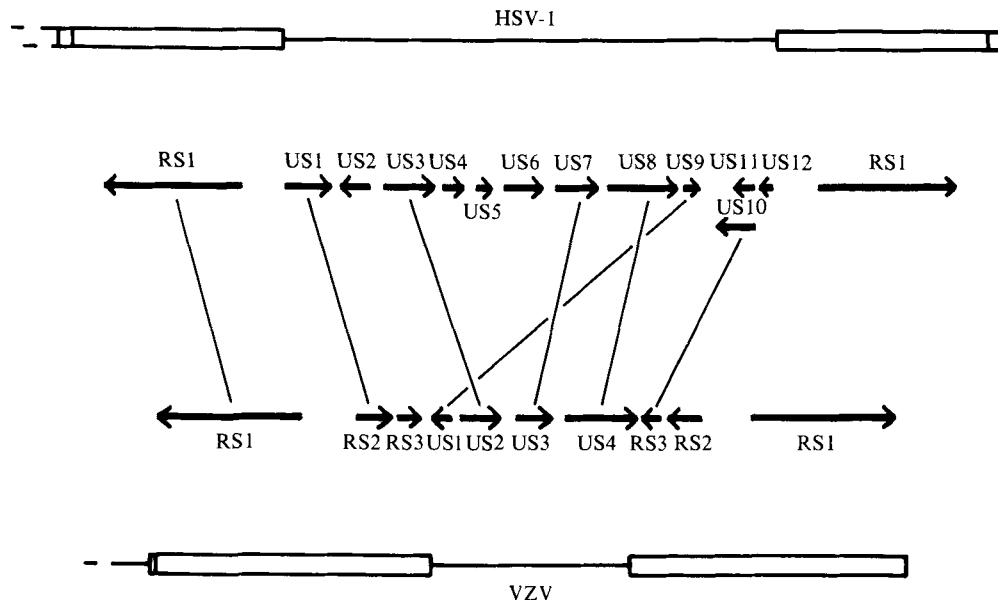 HSV-1
RS1 US1 US2 US3 US4 US6 US7 US8 US9 US11 US12 RS1
US5 US10
RS1 RS2 RS3 US1 US2 US3 US4 RS3 RS2 RS1
VZV